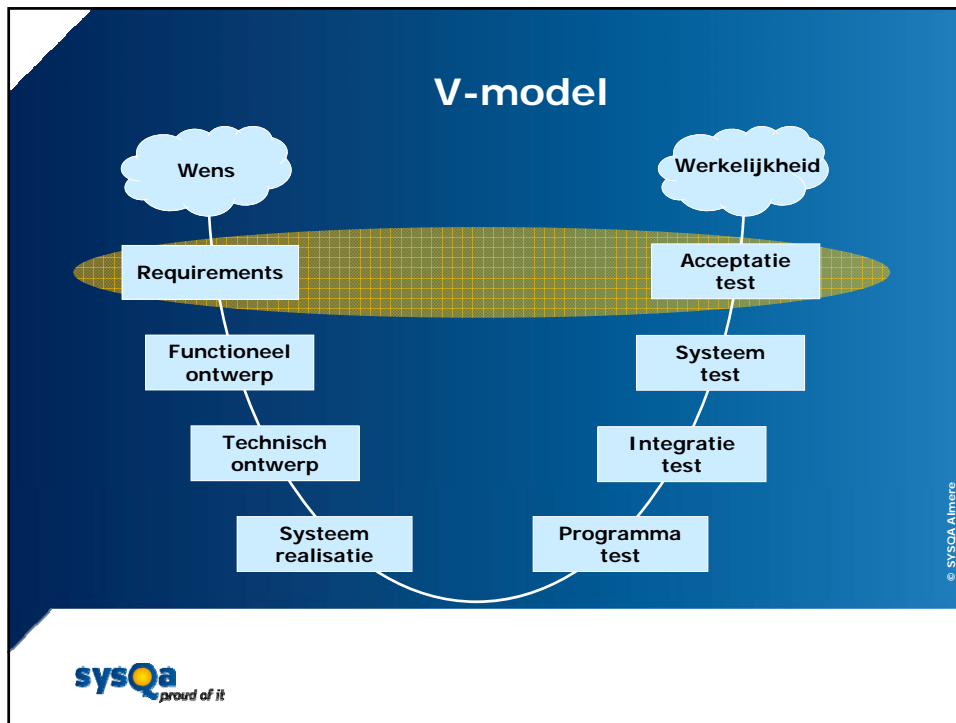 V-model
Wens
Werkelijkheid
Requirements
Acceptatie
test
Functioneel
ontwerp
Systeem
test
Technisch
ontwerp
Integratie
test
Systeem
realisatie
Programma
test
© SYSQA Almere
sysQa
proud of it